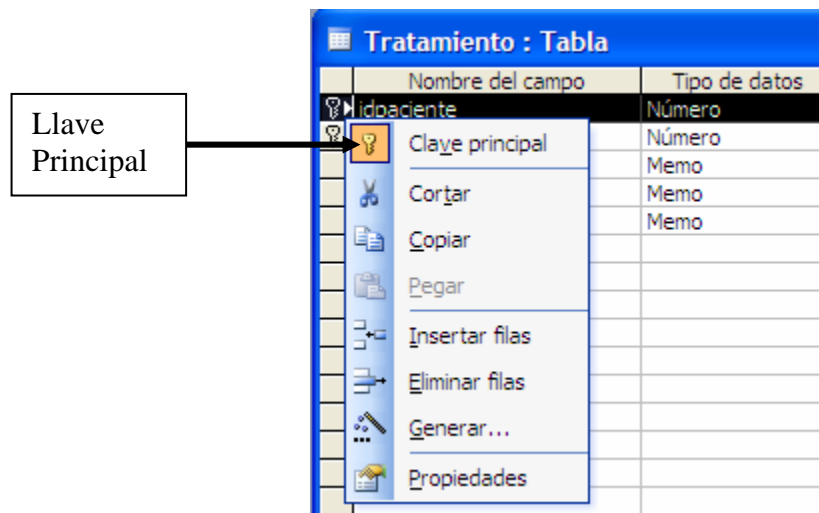 Tratamiento : Tabla
Nombre del campo Tipo de datos
idpaciente Número
Llave
Principal
Clave principal Número
Memo
Cortar Memo
Memo
Copiar
Pegar
Insertar filas
Eliminar filas
Generar...
Propiedades